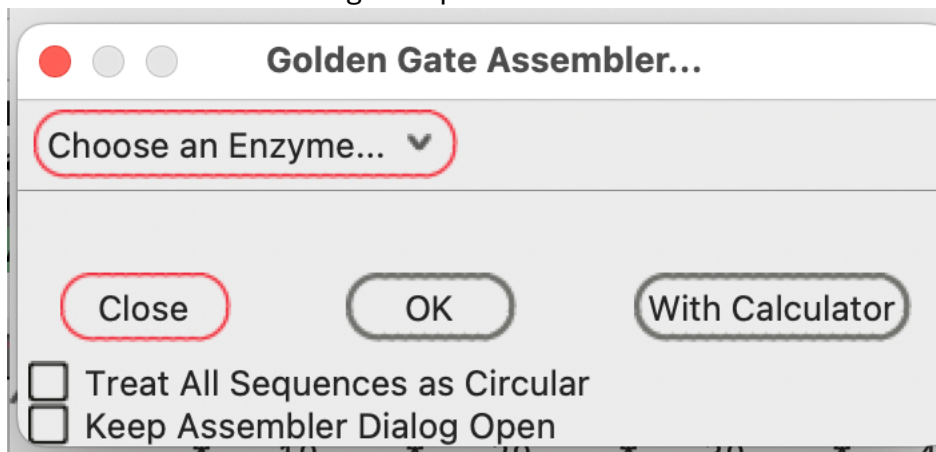 Golden Gate Assembler...
Choose an Enzyme...
Close OK With Calculator
Treat All Sequences as Circular
Keep Assembler Dialog Open